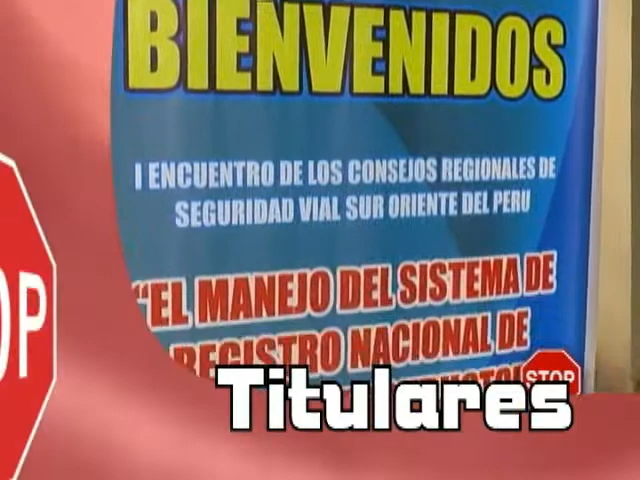 BIENVENIDOS
I ENCUENTRO DE LOS CONSEJOS REGIONALES DE
SEGURIDAD VIAL SUR ORIENTE DEL PERU
"EL MANEJO DEL SISTEMA DE
REGISTRO NACIONAL DE
STOP
Titulares